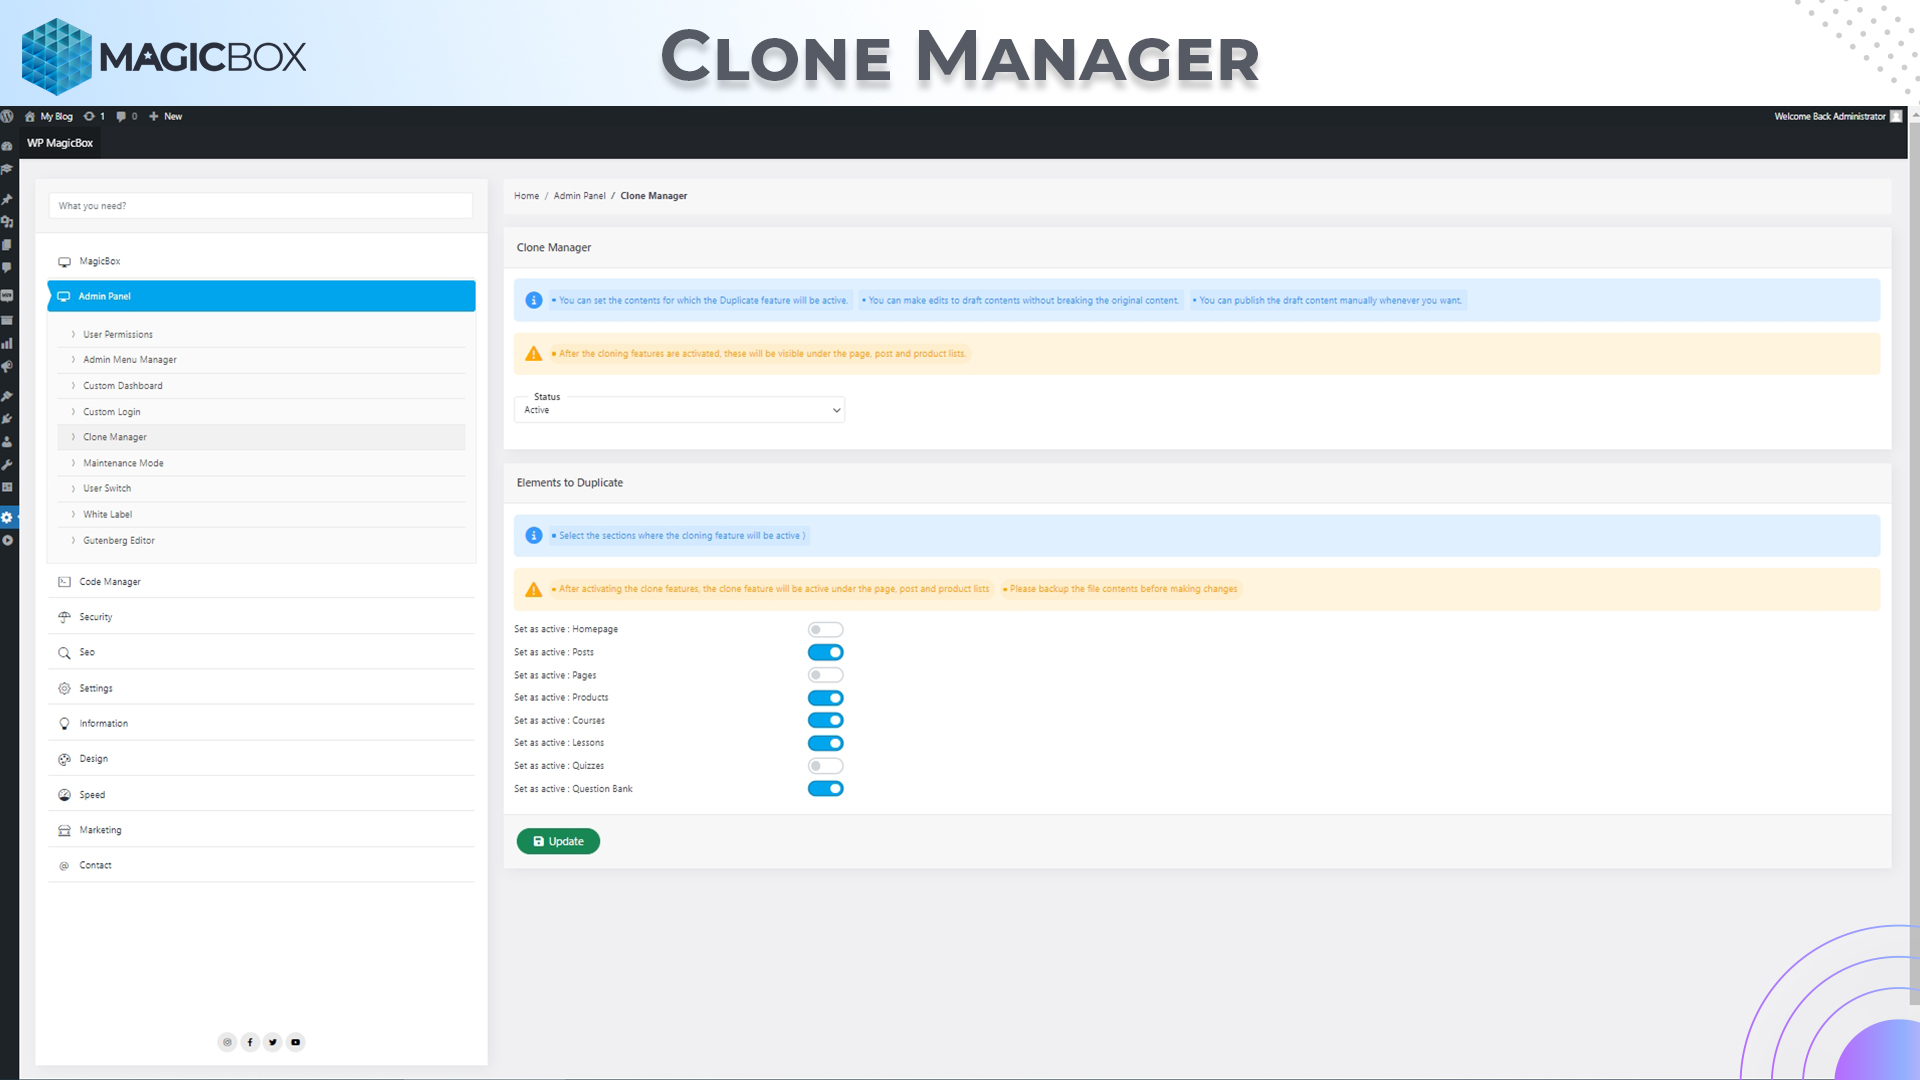 MAGICBOX
CLONE MANAGER
My Blog 1 0 New
Welcome Back Administrator
WP MagicBox
What you need?
MagicBox
Admin Panel
User Permissions
Admin Menu Manager
Custom Dashboard
Custom Login
Clone Manager
Maintenance Mode
User Switch
White Label
Gutenberg Editor
Code Manager
Security
Seo
Settings
Information
Design
Speed
Marketing
Contact
Home / Admin Panel / Clone Manager
Clone Manager
• You can set the contents for which the Duplicate feature will be active. • You can make edits to draft contents without breaking the original content. • You can publish the draft content manually whenever you want.
• After the cloning features are activated, these will be visible under the page, post and product lists.
Status
Active
Elements to Duplicate
• Select the sections where the cloning feature will be active )
• After activating the clone features, the clone feature will be active under the page, post and product lists • Please backup the file contents before making changes
Set as active : Homepage
Set as active : Posts
Set as active : Pages
Set as active : Products
Set as active : Courses
Set as active : Lessons
Set as active : Quizzes
Set as active : Question Bank
Update